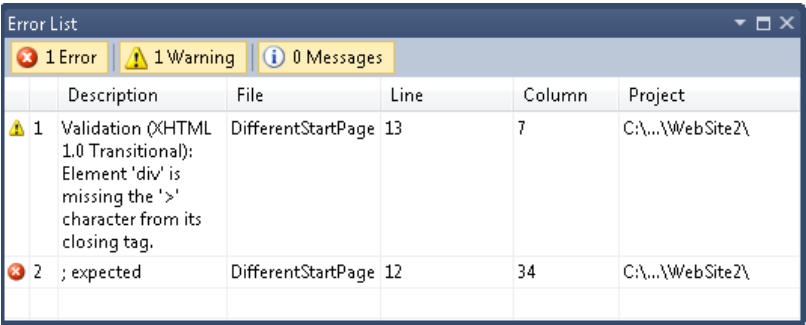 Error List
1 Error 1 Warning 0 Messages
Description File Line Column Project
1 Validation (XHTML DifferentStartPage 13 7 C:\...\WebSite2\
1.0 Transitional):
Element 'div' is
missing the '>'
character from its
closing tag.
2 ; expected DifferentStartPage 12 34 C:\...\WebSite2\